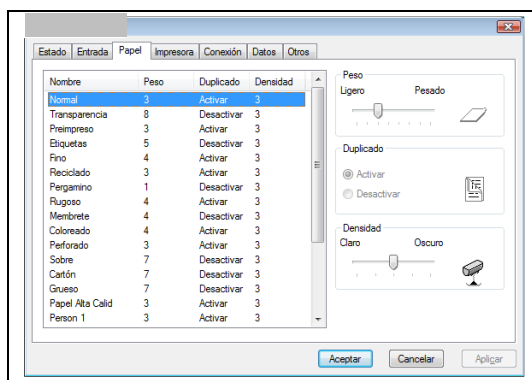 Estado Entrada Papel Impresora Conexión Datos Otros
Nombre Peso Duplicado Densidad
Normal 3 Activar 3
Transparencia 8 Desactivar 3
Preimpreso 3 Activar 3
Etiquetas 5 Desactivar 3
Fino 4 Activar 3
Reciclado 3 Activar 3
Pergamino 1 Desactivar 3
Rugoso 4 Activar 3
Membrete 4 Desactivar 3
Coloreado 4 Activar 3
Perforado 3 Activar 3
Sobre 7 Desactivar 3
Cartón 7 Desactivar 3
Grueso 7 Desactivar 3
Papel Alta Calid 3 Activar 3
Person 1 3 Activar 3
Peso
Ligero Pesado
Duplicado
Activar
Desactivar
Densidad
Claro Oscuro
Aceptar Cancelar Aplicar